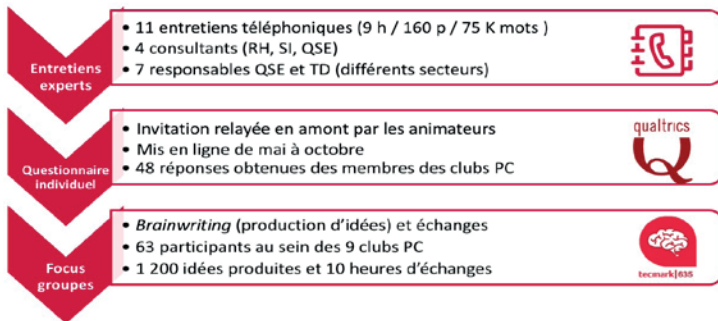 • 11 entretiens téléphoniques (9 h / 160 p / 75 K mots )
• 4 consultants (RH, SI, QSE)
• 7 responsables QSE et TD (différents secteurs)
Entretiens
experts
• Invitation relayée en amont par les animateurs
• Mis en ligne de mai à octobre
• 48 réponses obtenues des membres des clubs PC
Questionnaire
individuel
qualtrics
• Brainwriting (production d'idées) et échanges
• 63 participants au sein des 9 clubs PC
• 1 200 idées produites et 10 heures d'échanges
Focus
groupes
tecmark|635